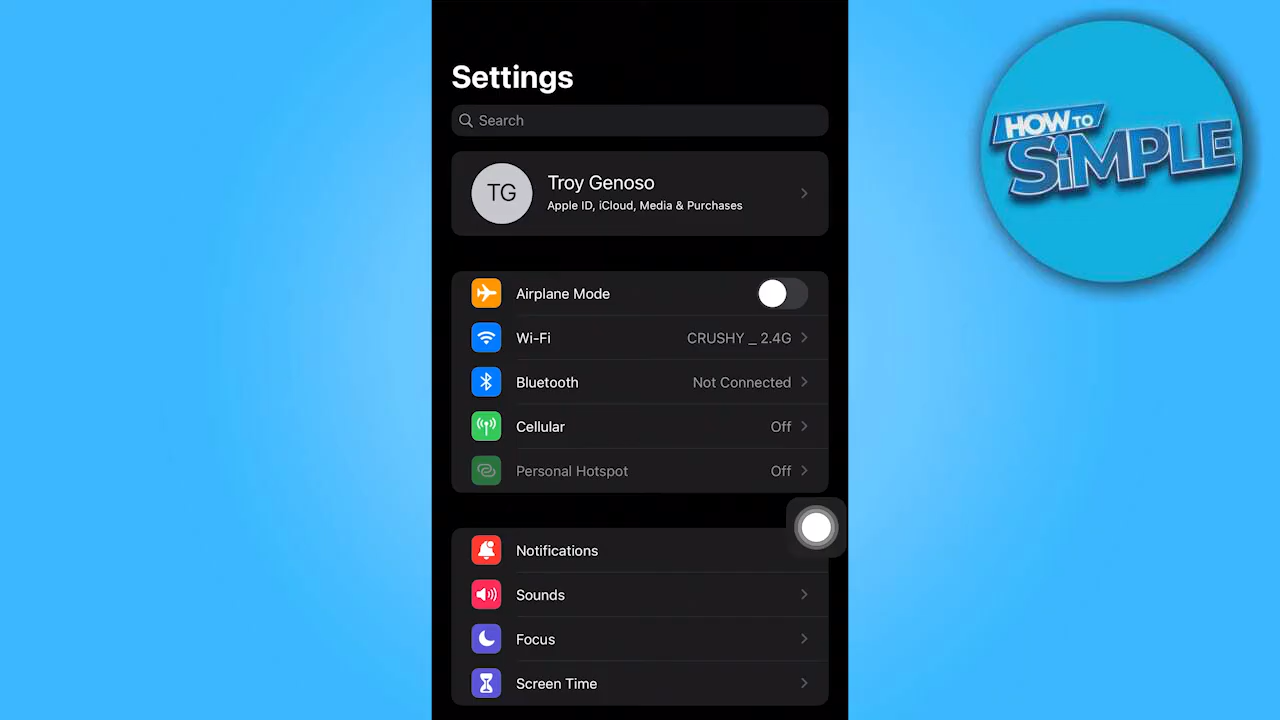 Settings
Search
TG
Troy Genoso
Apple ID, iCloud, Media & Purchases
Airplane Mode
Wi-Fi CRUSHY _ 2.4G
Bluetooth Not Connected
Cellular Off
Personal Hotspot Off
Notifications
Sounds
Focus
Screen Time
HOW TO
SiMPLE